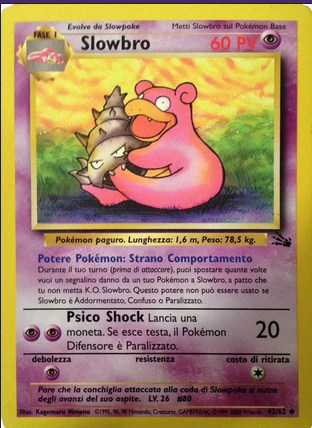 Evolve da Slowpoke Metti Slowbro sul Pokémon Base
FASE 1
Slowbro 60 PV
Pokémon paguro. Lunghezza: 1,6 m, Peso: 78,5 kg.
Potere Pokémon: Strano Comportamento
Durante il tuo turno (prima di attaccare), puoi spostare quante volte
vuoi un segnalino danno da un tuo Pokémon a Slowbro, a patto che
tu non metta K.O. Slowbro. Questo potere non può essere usato se
Slowbro è Addormentato, Confuso o Paralizzato.
Psico Shock Lancia una
moneta. Se esce testa, il Pokémon
Difensore è Paralizzato.
20
debolezza resistenza costo di ritirata
Pare che la conchiglia attaccata alla coda di Slowpoke si nutra
degli avanzi del suo ospite. LV. 26 #80
Illus. Kagemaru Himeno ©1995, 96, 98 Nintendo, Creatures, GAMEFREAK. ©1999-2000 Wizards. 43/62